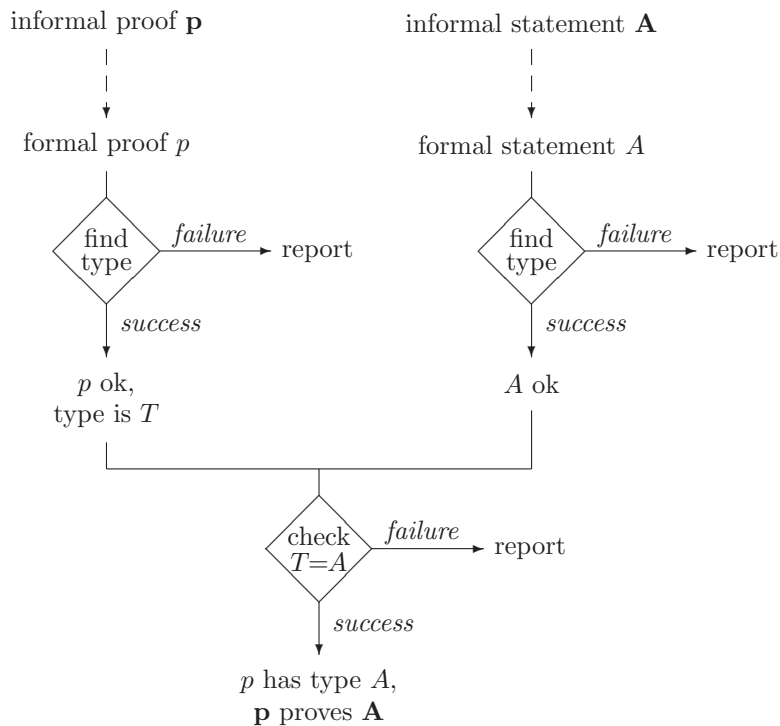 informal proof p
informal statement A
formal proof p
formal statement A
find
type
failure
report
find
type
failure
report
success
success
p ok,
type is T
A ok
check
T=A
failure
report
success
p has type A,
p proves A